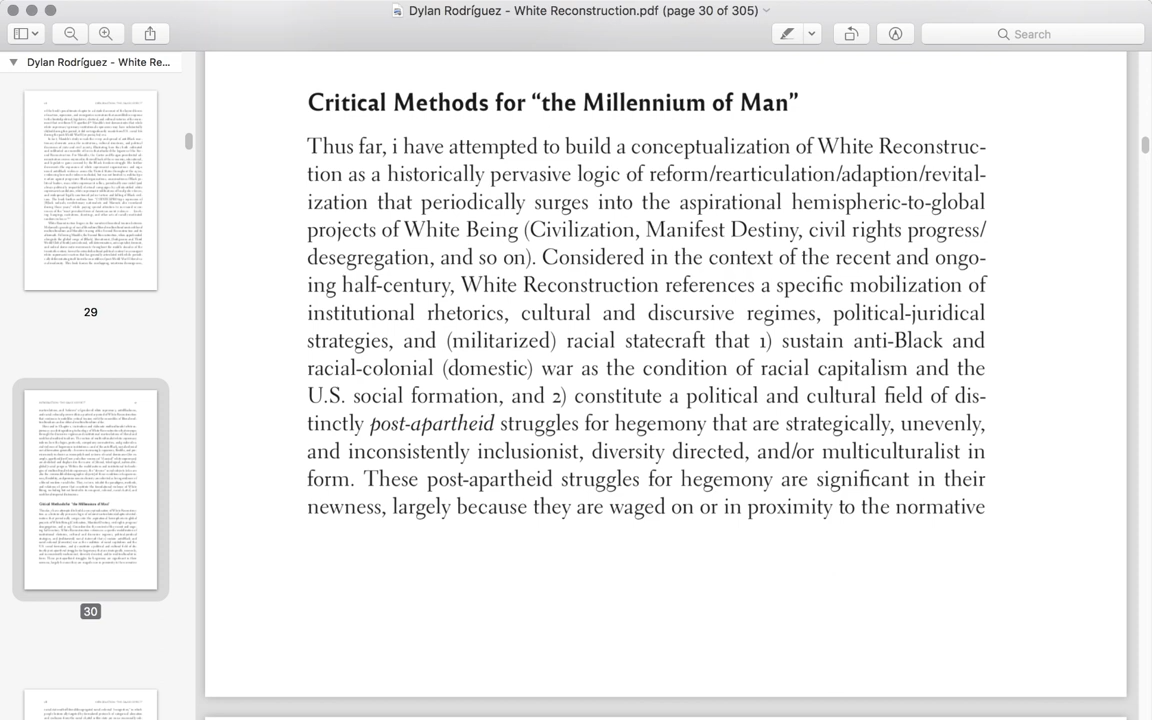 Dylan Rodríguez - White Reconstruction.pdf (page 30 of 305)
Search
Dylan Rodríguez - White Re...
29
30
Critical Methods for “the Millennium of Man”
Thus far, i have attempted to build a conceptualization of White Reconstruc-
tion as a historically pervasive logic of reform/rearticulation/adaption/revital-
ization that periodically surges into the aspirational hemispheric-to-global
projects of White Being (Civilization, Manifest Destiny, civil rights progress/
desegregation, and so on). Considered in the context of the recent and ongo-
ing half-century, White Reconstruction references a specific mobilization of
institutional rhetorics, cultural and discursive regimes, political-juridical
strategies, and (militarized) racial statecraft that 1) sustain anti-Black and
racial-colonial (domestic) war as the condition of racial capitalism and the
U.S. social formation, and 2) constitute a political and cultural field of dis-
tinctly post-apartheid struggles for hegemony that are strategically, unevenly,
and inconsistently inclusionist, diversity directed, and/or multiculturalist in
form. These post-apartheid struggles for hegemony are significant in their
newness, largely because they are waged on or in proximity to the normative